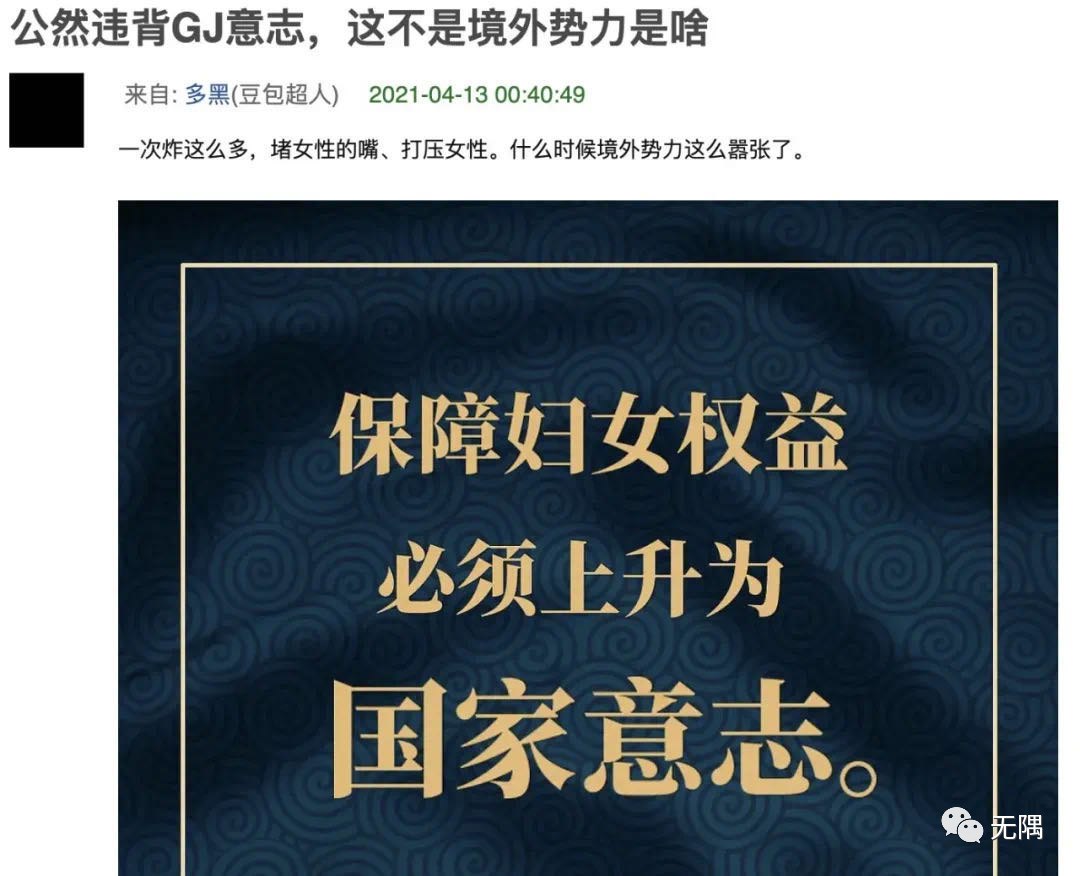 公然违背GJ意志，这不是境外势力是啥
来自: 多黑(豆包超人) 2021-04-13 00:40:49
一次炸这么多，堵女性的嘴、打压女性。什么时候境外势力这么嚣张了。
保障妇女权益
必须上升为
国家意志。
无隅